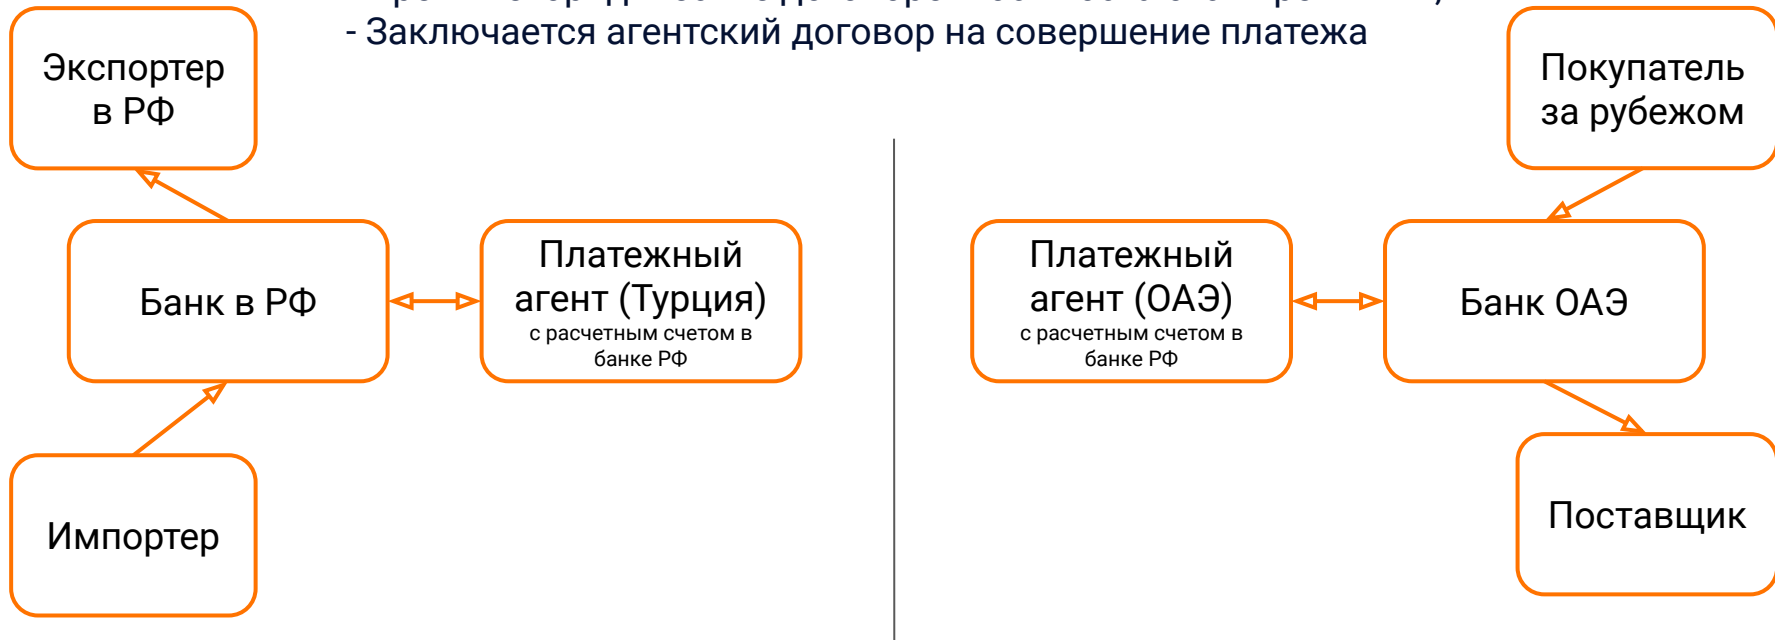 - Заключается агентский договор на совершение платежа
Экспортер
в РФ
Покупатель
за рубежом
Банк в РФ
Платежный
агент (Турция)
с расчетным счетом в
банке РФ
Платежный
агент (ОАЭ)
с расчетным счетом в
банке РФ
Банк ОАЭ
Импортер
Поставщик